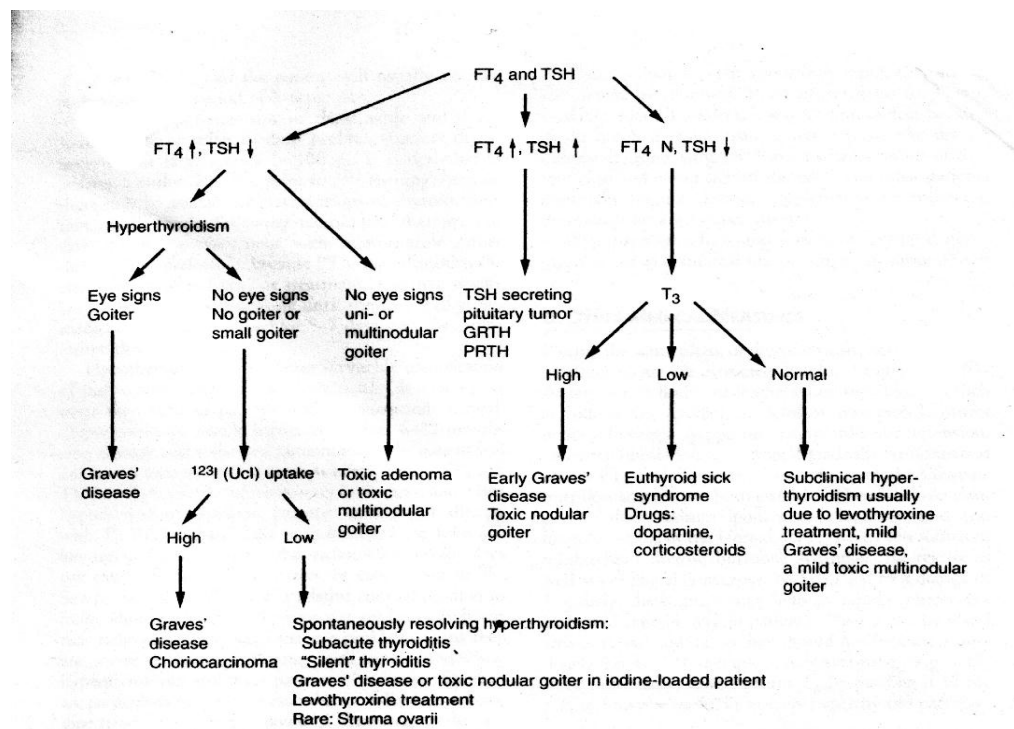 FT4 and TSH
FT4 ↑, TSH ↓
FT4 ↑, TSH ↑
FT4 N, TSH ↓
Hyperthyroidism
Eye signs
Goiter
No eye signs
No goiter or
small goiter
No eye signs
uni- or
multinodular
goiter
TSH secreting
pituitary tumor
GRTH
PRTH
T3
High
Low
Normal
Graves'
disease
123I (UcI) uptake
Toxic adenoma
or toxic
multinodular
goiter
Early Graves'
disease
Toxic nodular
goiter
Euthyroid sick
syndrome
Drugs:
dopamine,
corticosteroids
Subclinical hyper-
thyroidism usually
due to levothyroxine
treatment, mild
Graves' disease,
a mild toxic multinodular
goiter
High
Low
Graves'
disease
Choriocarcinoma
Spontaneously resolving hyperthyroidism:
Subacute thyroiditis
"Silent" thyroiditis
Graves' disease or toxic nodular goiter in iodine-loaded patient
Levothyroxine treatment
Rare: Struma ovarii